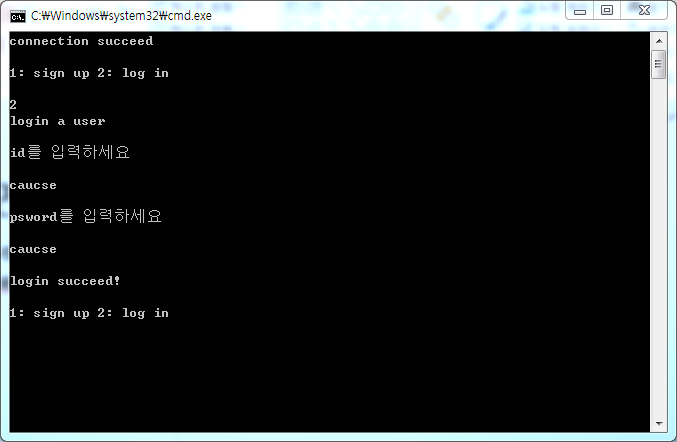 C:₩Windows₩system32₩cmd.exe
connection succeed
1: sign up 2: log in
2
login a user
id를 입력하세요
caucse
psword를 입력하세요
caucse
login succeed!
1: sign up 2: log in